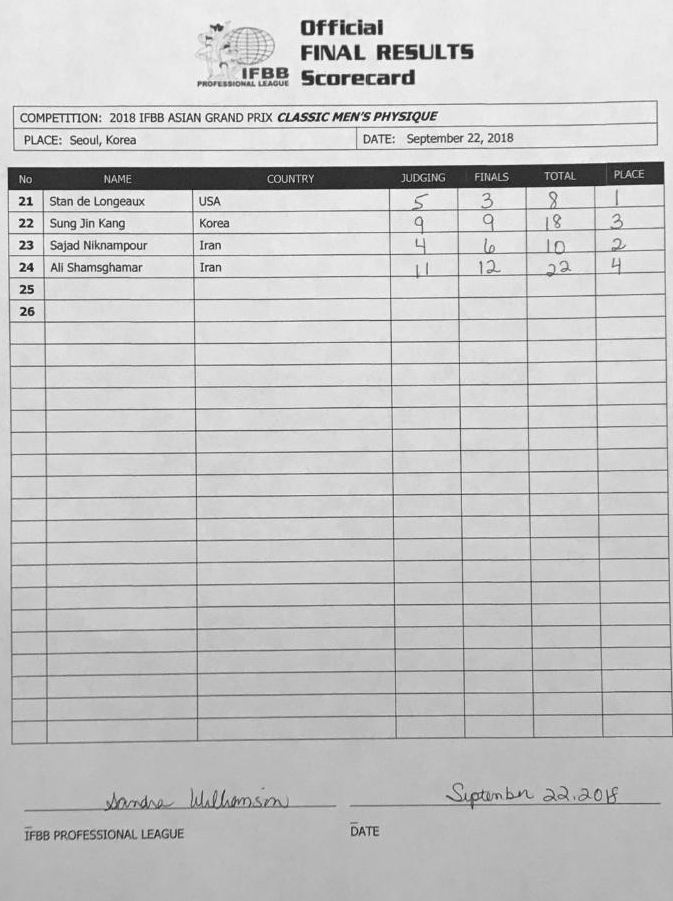 Official
FINAL RESULTS
Scorecard
IFBB
PROFESSIONAL LEAGUE
COMPETITION: 2018 IFBB ASIAN GRAND PRIX CLASSIC MEN'S PHYSIQUE
PLACE: Seoul, Korea DATE: September 22, 2018
No NAME COUNTRY JUDGING FINALS TOTAL PLACE
21 Stan de Longeaux USA 5 3 8 1
22 Sung Jin Kang Korea 9 9 18 3
23 Sajad Niknampour Iran 4 6 10 2
24 Ali Shamsghamar Iran 11 12 22 4
25
26
Sandra Williamson September 22, 2018
IFBB PROFESSIONAL LEAGUE DATE